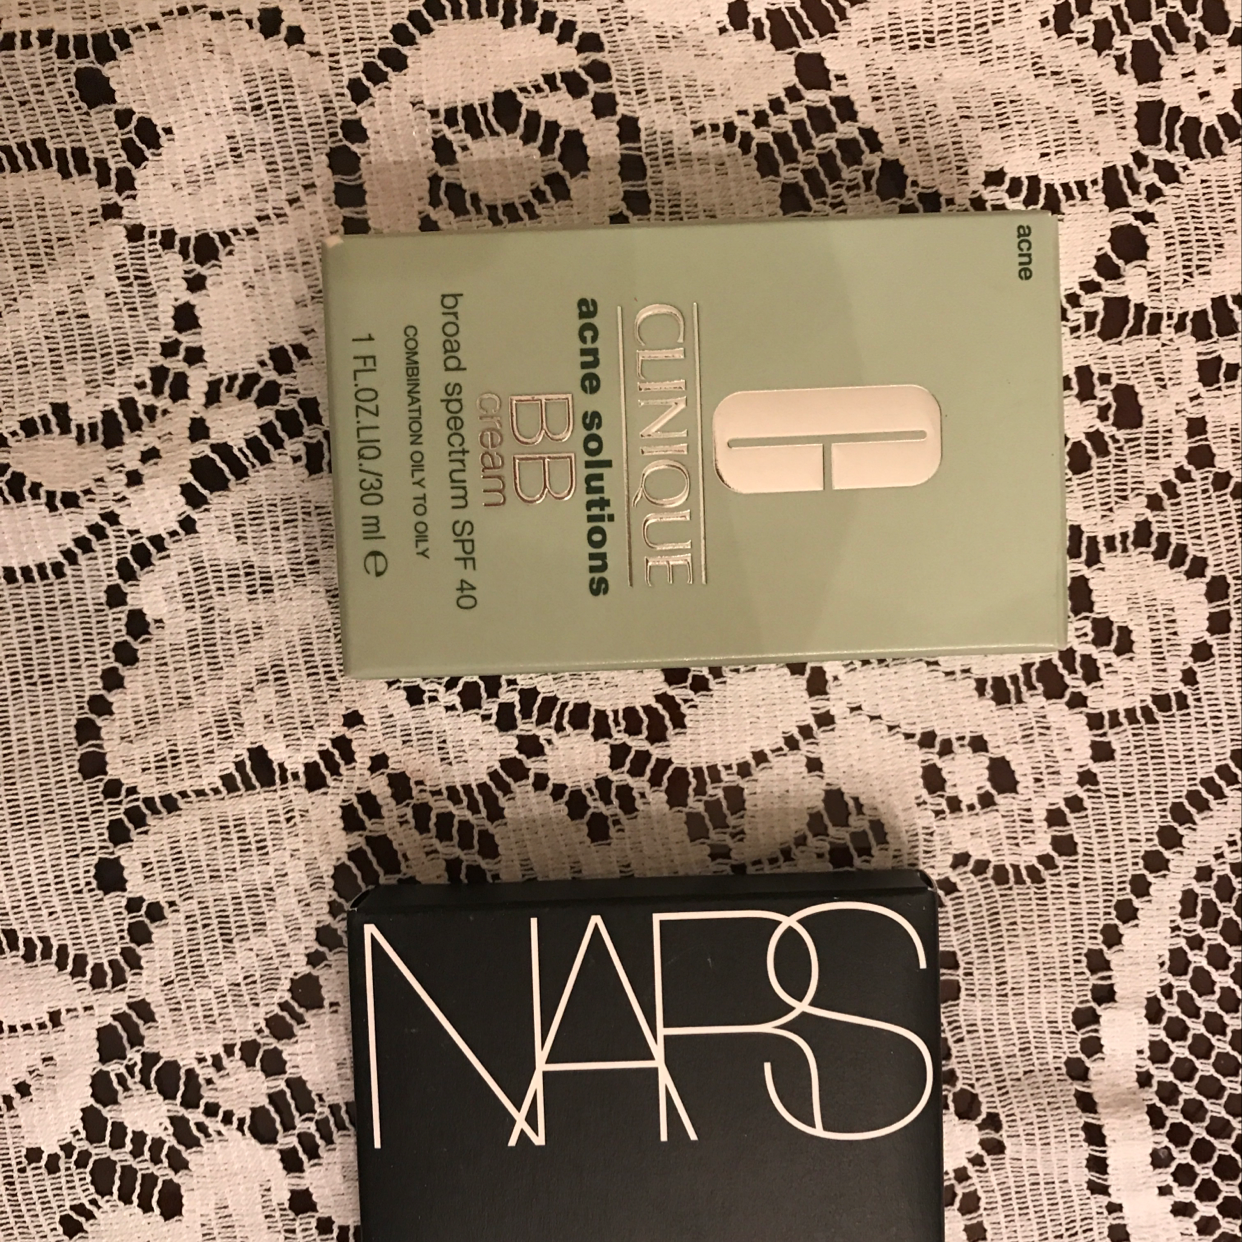 acne
CLINIQUE
acne solutions
BB
cream
broad spectrum SPF 40
COMBINATION OILY TO OILY
1 FL.OZ.LIQ./30 ml e
NARS